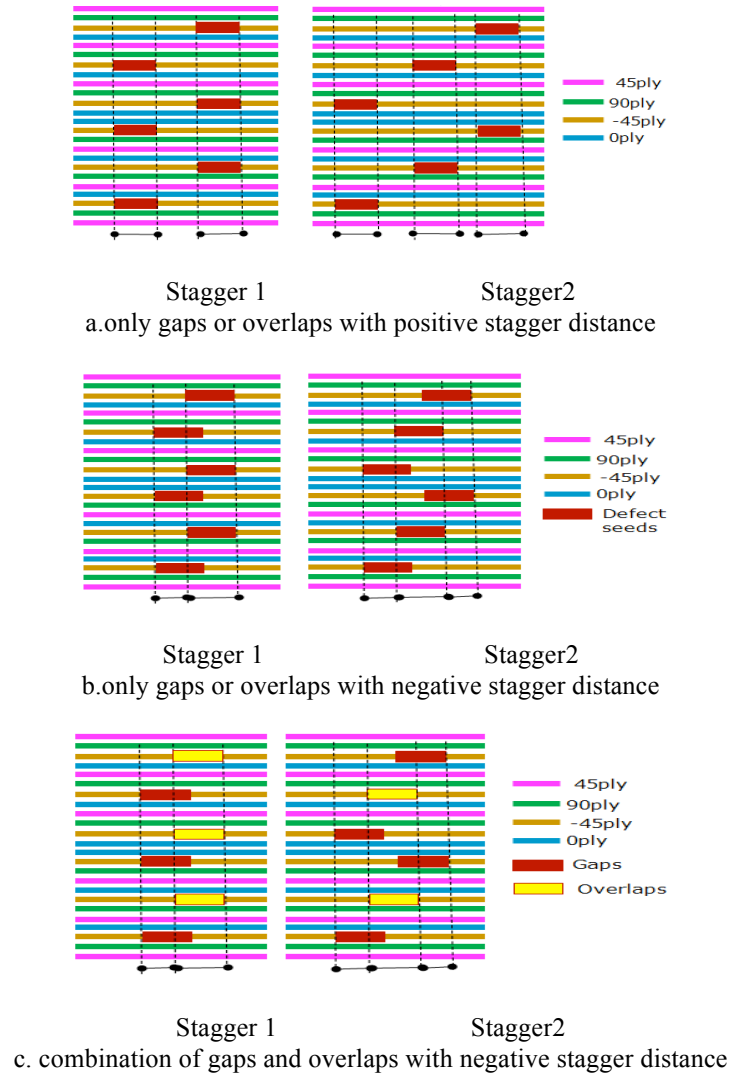 45ply
90ply
-45ply
0ply
Stagger 1 Stagger2
a.only gaps or overlaps with positive stagger distance
45ply
90ply
-45ply
0ply
Defect
seeds
Stagger 1 Stagger2
b.only gaps or overlaps with negative stagger distance
45ply
90ply
-45ply
0ply
Gaps
Overlaps
Stagger 1 Stagger2
c. combination of gaps and overlaps with negative stagger distance